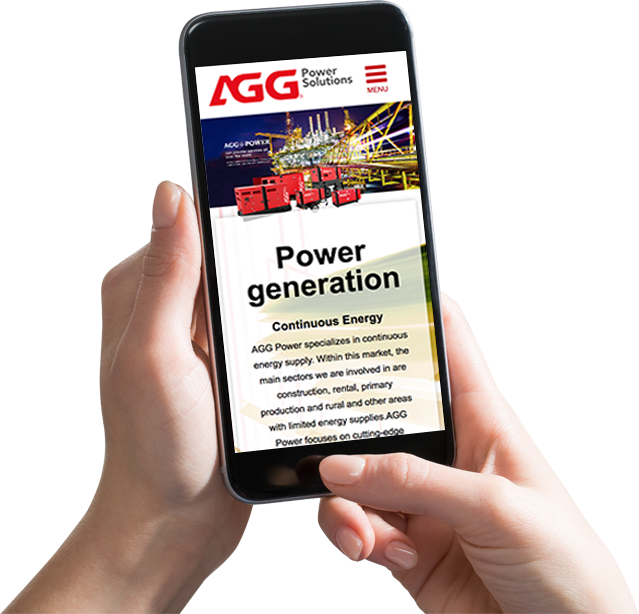 AGG Power
Solutions
MENU
AGG POWER
Power
generation
Continuous Energy
AGG Power specializes in continuous
energy supply. Within this market, the
main sectors we are involved in are
construction, rental, primary
production and rural and other areas
with limited energy supplies.AGG
Power focuses on cutting-edge